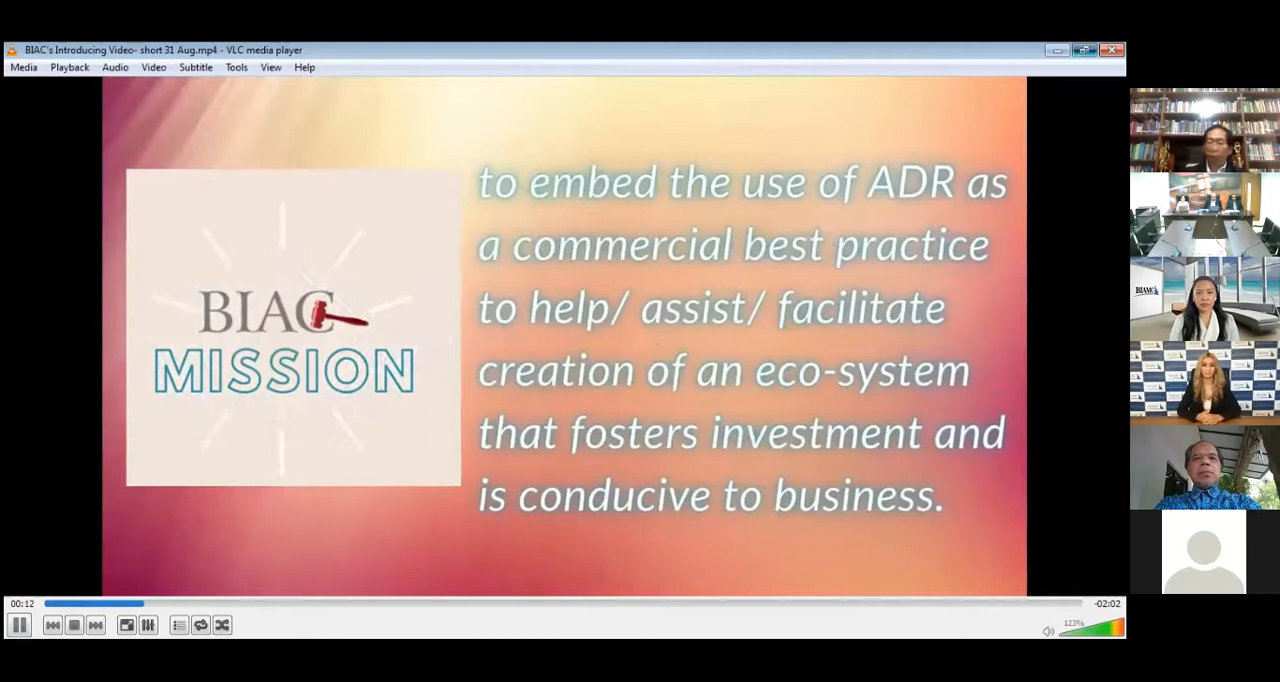 BIAC's Introducing Video- short 31 Aug.mp4 - VLC media player
Media Playback Audio Video Subtitle Tools View Help
BIAC
MISSION
to embed the use of ADR as
a commercial best practice
to help/ assist/ facilitate
creation of an eco-system
that fosters investment and
is conducive to business.
00:12
-02:02
123%